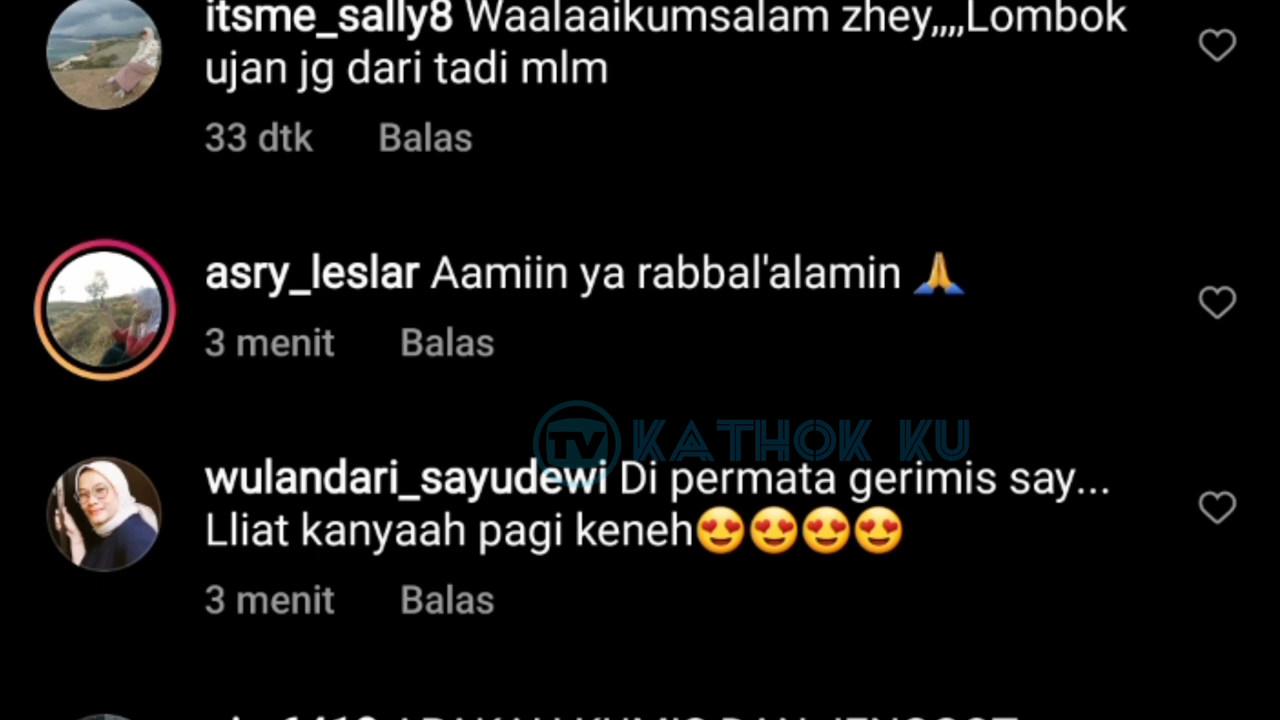 itsme_sally8 Waalaaikumsalam zhey,,,,Lombok
ujan jg dari tadi mlm
33 dtk Balas
asry_leslar Aamiin ya rabbal'alamin 🙏
3 menit Balas
TV KATHOK KU
wulandari_sayudewi Di permata gerimis say...
Lliat kanyaah pagi keneh😍😍😍😍
3 menit Balas